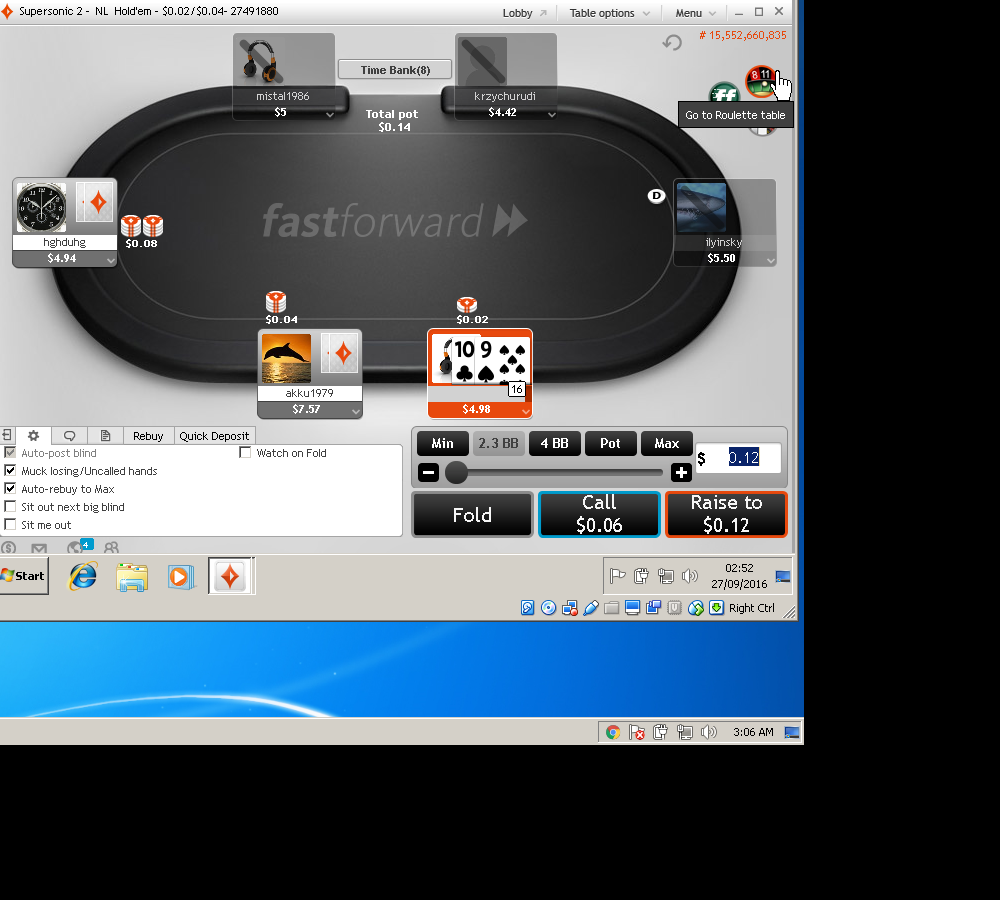 Supersonic 2 - NL Hold'em - $0.02/$0.04- 27491880
Lobby
Table options
Menu
# 15,552,660,835
Time Bank(8)
mistal1986
$5
krzychurudi
$4.42
Total pot
$0.14
8 11
ff
Go to Roulette table
D
ilyinsky
$5.50
hghduhg
$4.94
$0.08
fastforward
$0.04
$0.02
akku1979
$7.57
10 9
16
$4.98
Rebuy
Quick Deposit
Auto-post blind
Watch on Fold
Muck losing/Uncalled hands
Auto-rebuy to Max
Sit out next big blind
Sit me out
4
Min
2.3 BB
4 BB
Pot
Max
$ 0.12
Fold
Call
$0.06
Raise to
$0.12
Start
02:52
27/09/2016
Right Ctrl
3:06 AM